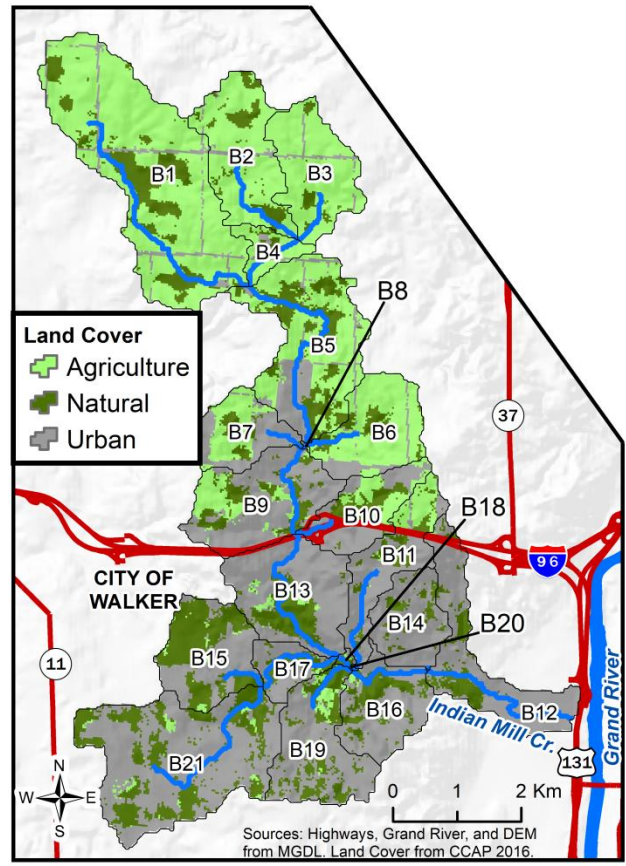 B1
B2
B3
B4
B8
Land Cover
Agriculture
Natural
Urban
B5
37
B7
B6
B9
B10
B18
B11
96
CITY OF
WALKER
B13
B14
B20
11
B15
B17
B16
B12
Indian Mill Cr.
Grand River
B21
B19
131
N
W E
S
0 1 2 Km
Sources: Highways, Grand River, and DEM
from MGDL. Land Cover from CCAP 2016.